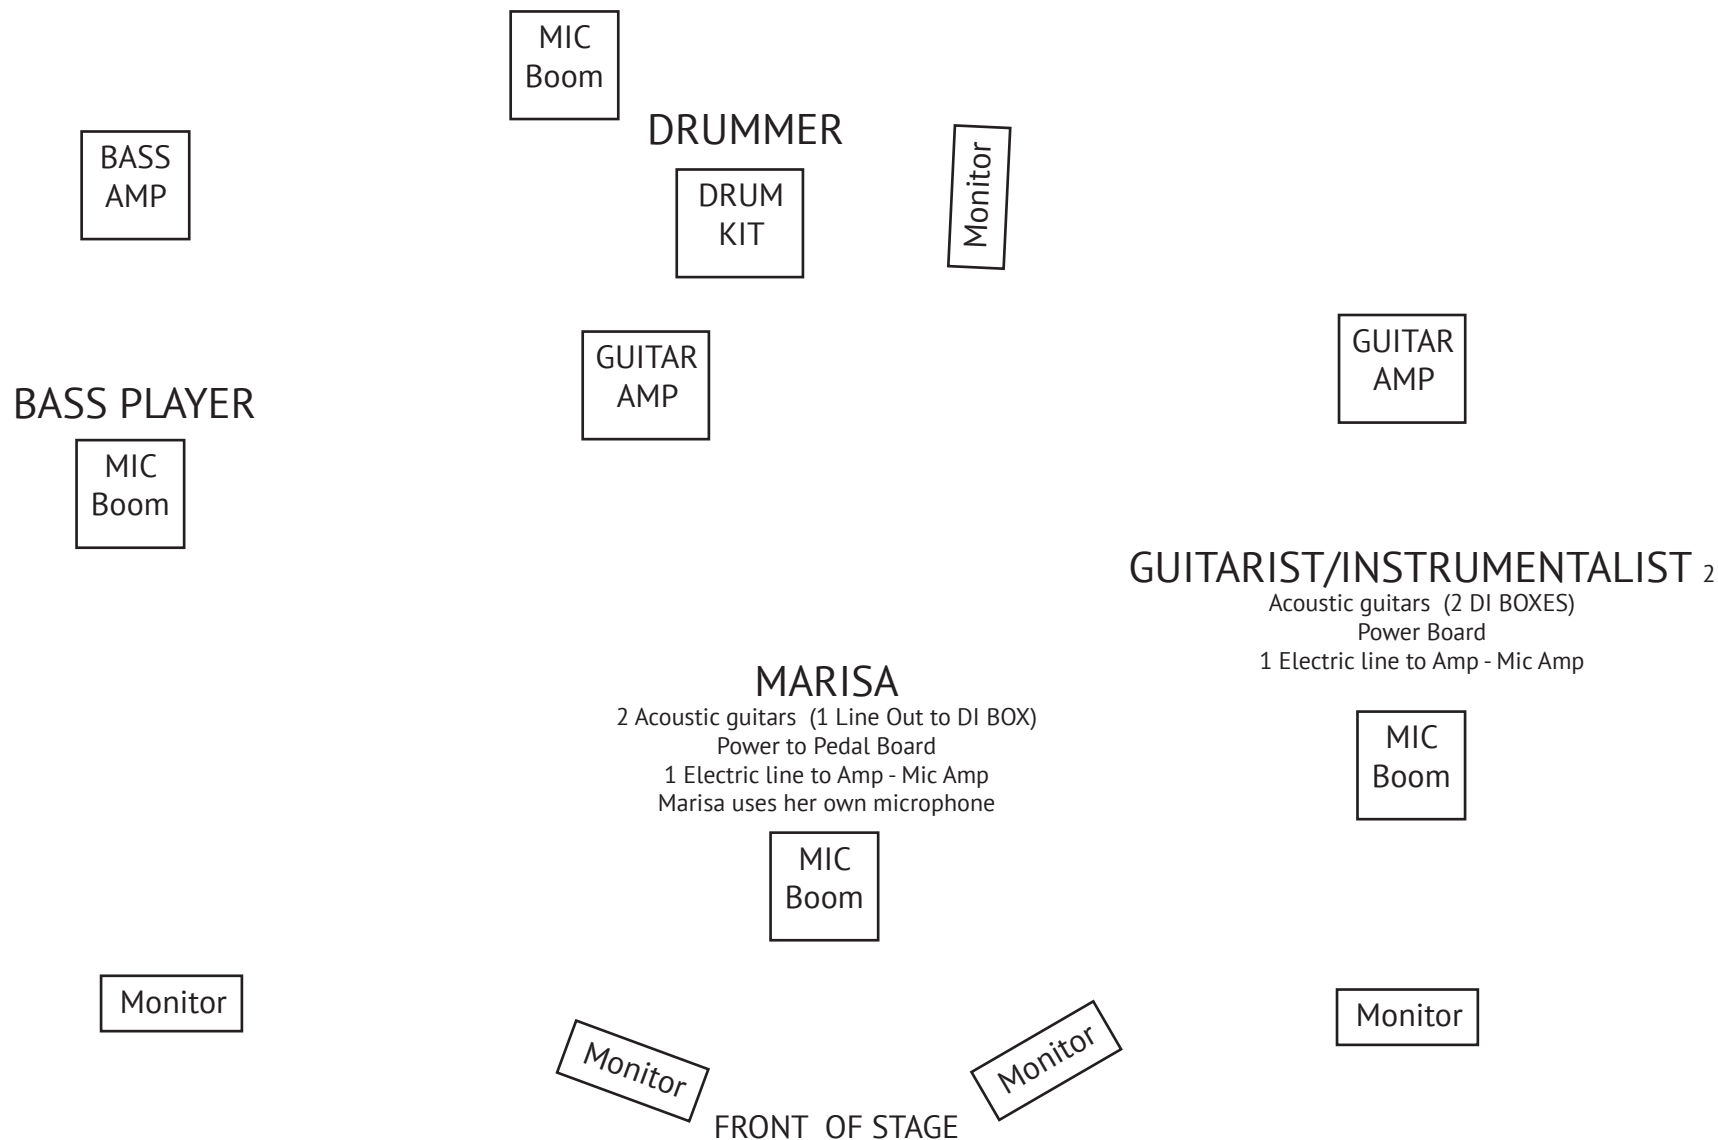 MIC
Boom
DRUMMER
BASS
AMP
DRUM
KIT
Monitor
GUITAR
AMP
GUITAR
AMP
BASS PLAYER
MIC
Boom
GUITARIST/INSTRUMENTALIST 2
Acoustic guitars (2 DI BOXES)
Power Board
1 Electric line to Amp - Mic Amp
MARISA
2 Acoustic guitars (1 Line Out to DI BOX)
Power to Pedal Board
1 Electric line to Amp - Mic Amp
Marisa uses her own microphone
MIC
Boom
MIC
Boom
Monitor
Monitor
Monitor
Monitor
FRONT OF STAGE